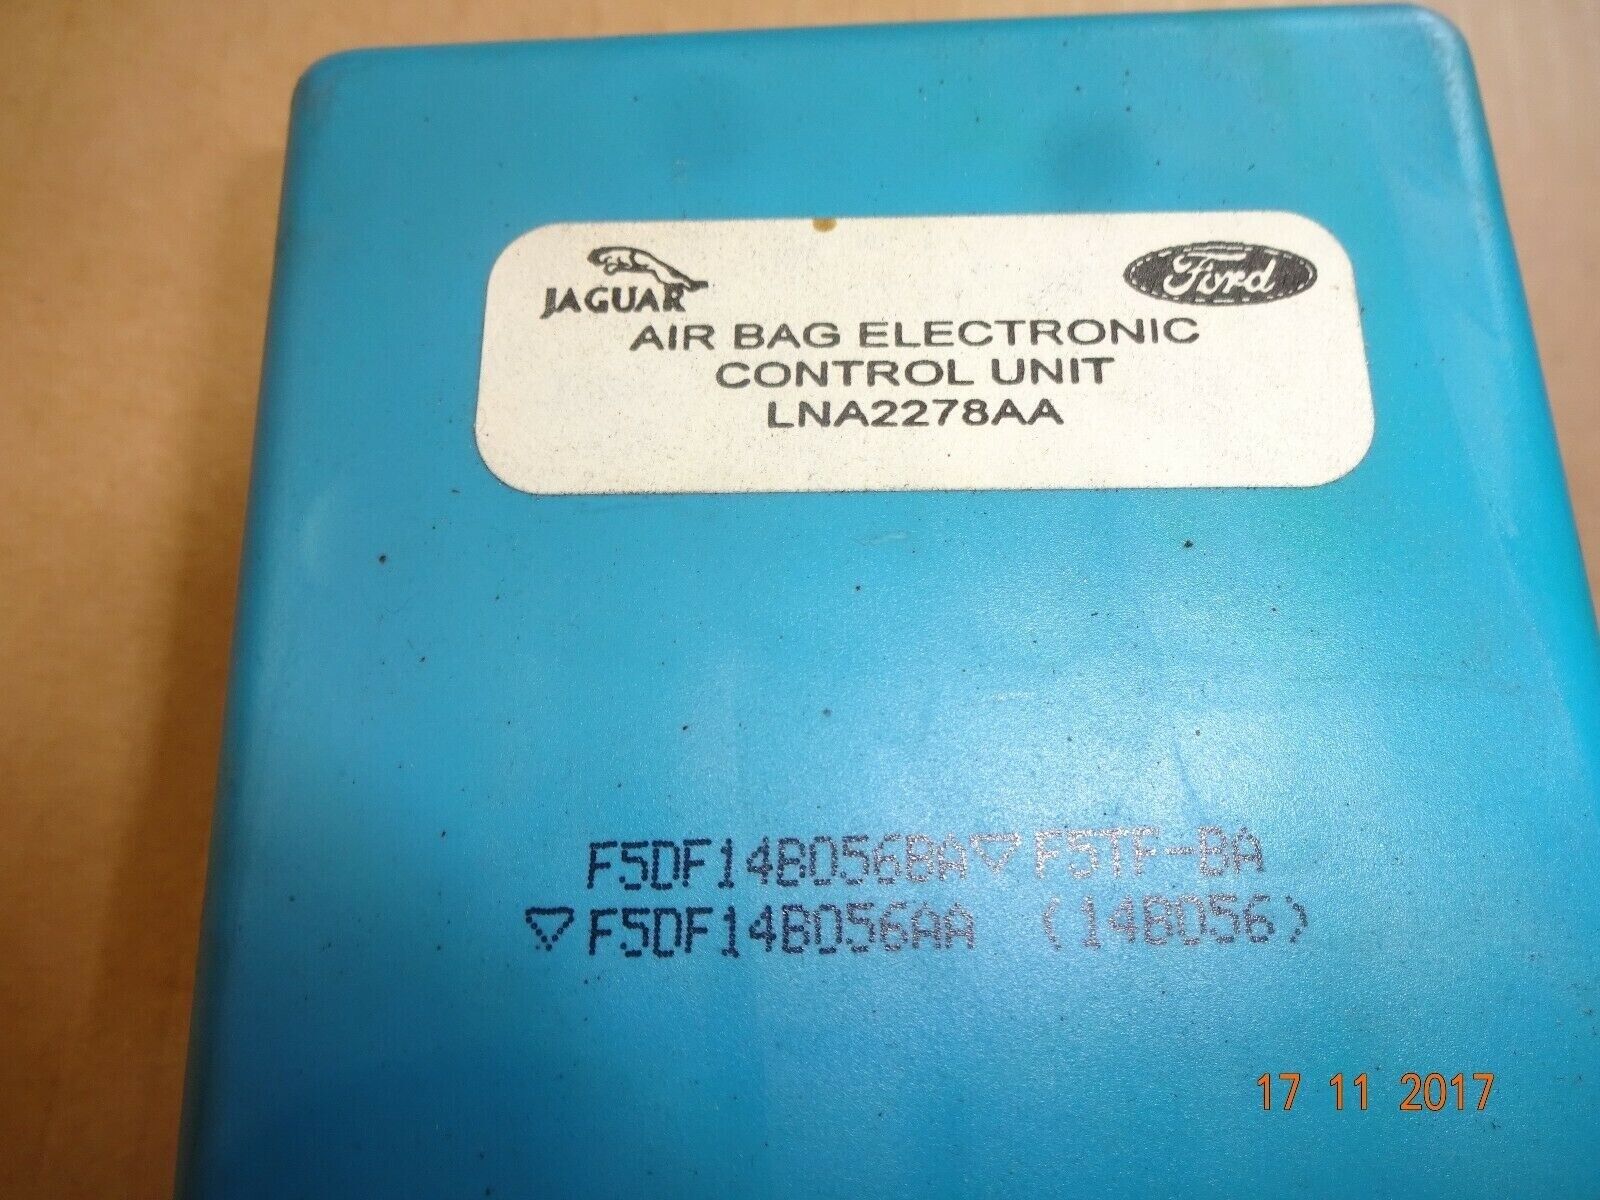 JAGUAR
Ford
AIR BAG ELECTRONIC
CONTROL UNIT
LNA2278AA
F5DF14B056BA▽F5TF-BA
▽F5DF14B056AA (14B056)
17 11 2017